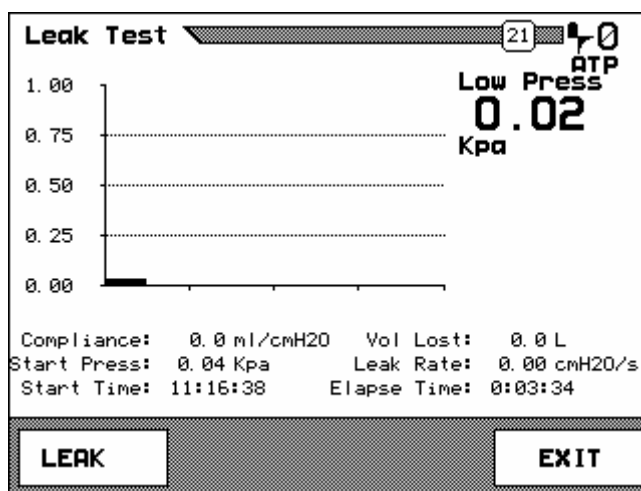 Leak Test 21 0
ATP
Low Press
0.02
Kpa
1.00
0.75
0.50
0.25
0.00
Compliance: 0.0 ml/cmH2O Vol Lost: 0.0 L
Start Press: 0.04 Kpa Leak Rate: 0.00 cmH2O/s
Start Time: 11:16:38 Elapse Time: 0:03:34
LEAK EXIT